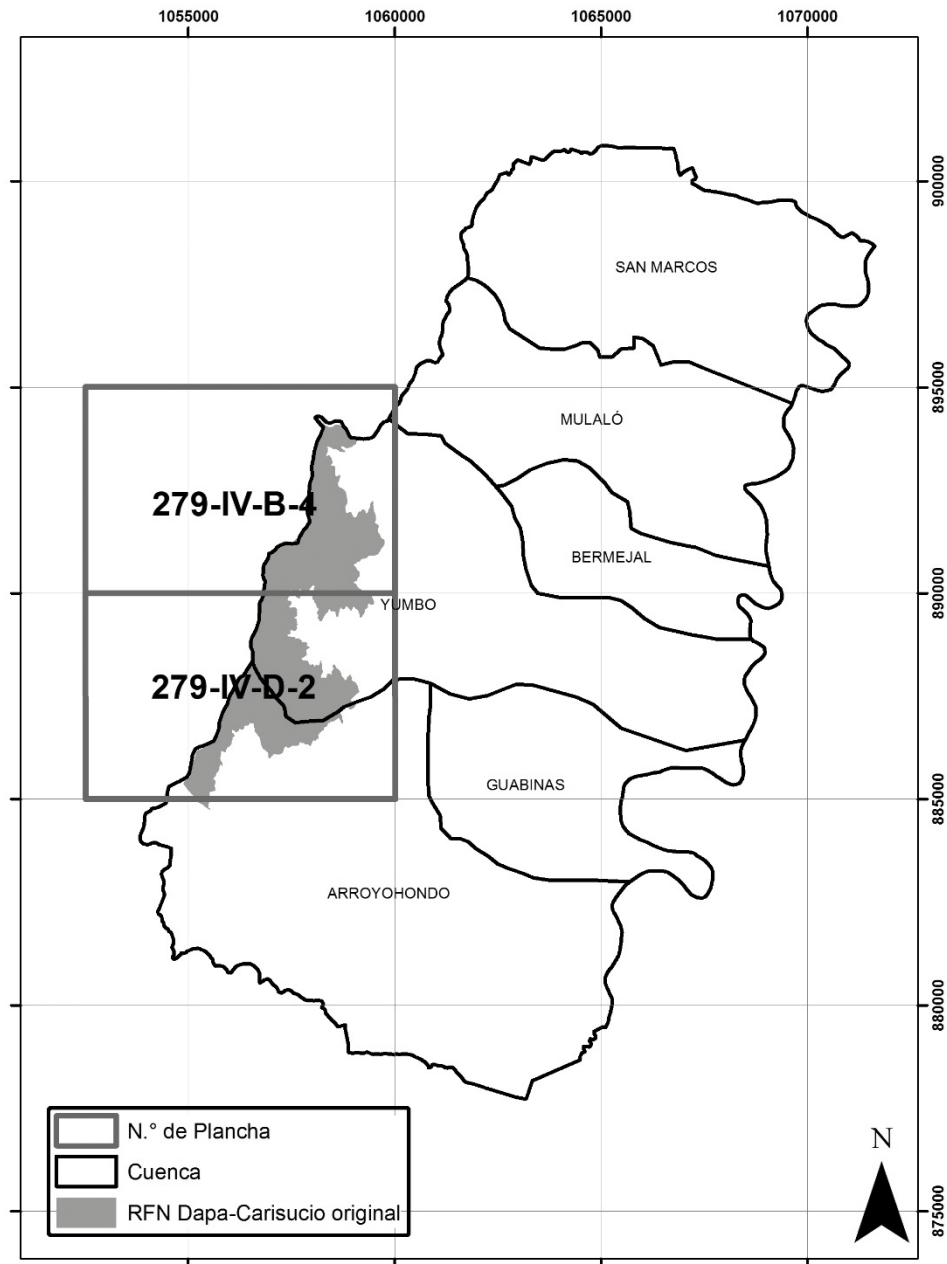 1055000 1060000 1065000 1070000
900000
SAN MARCOS
895000
MULALÓ
279-IV-B-4
BERMEJAL
890000
YUMBO
279-IV-D-2
GUABINAS
885000
ARROYOHONDO
880000
N.° de Plancha
N
Cuenca
RFN Dapa-Carisucio original
875000